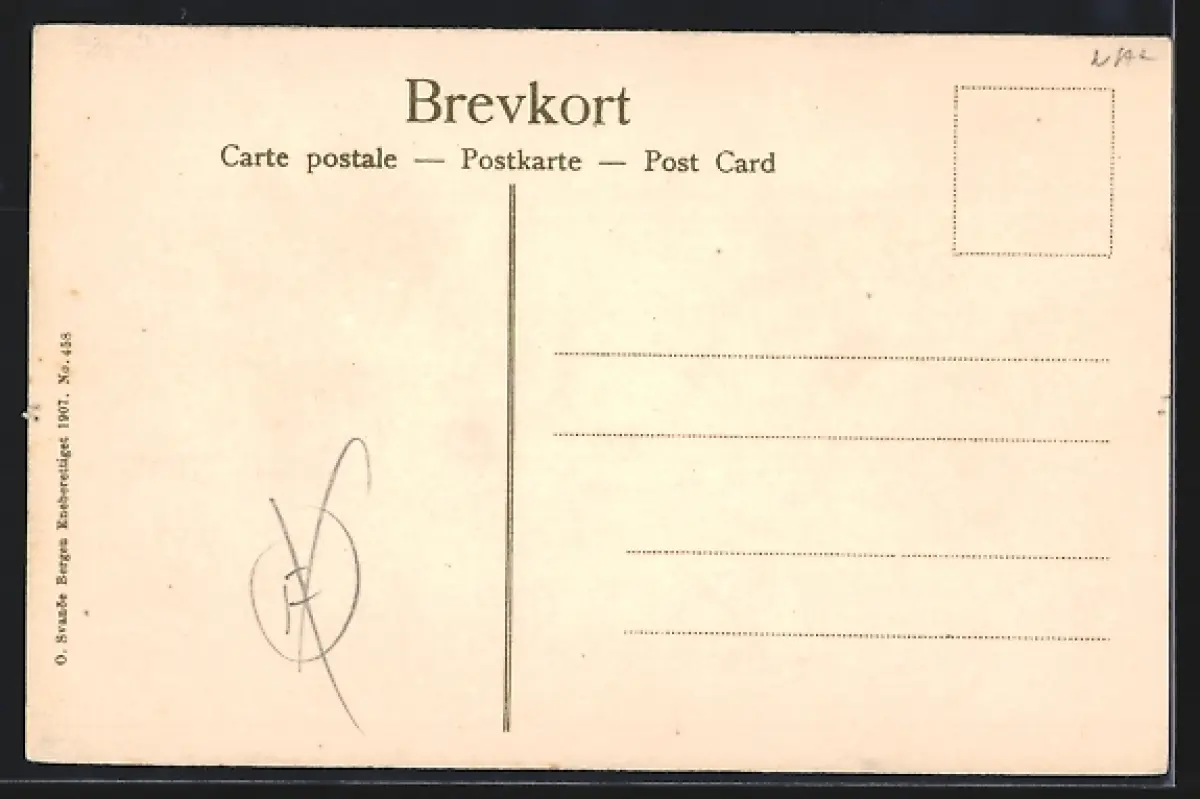 Brevkort
Carte postale — Postkarte — Post Card
O. Svanøe Bergen Eneberettiget 1907. No. 458